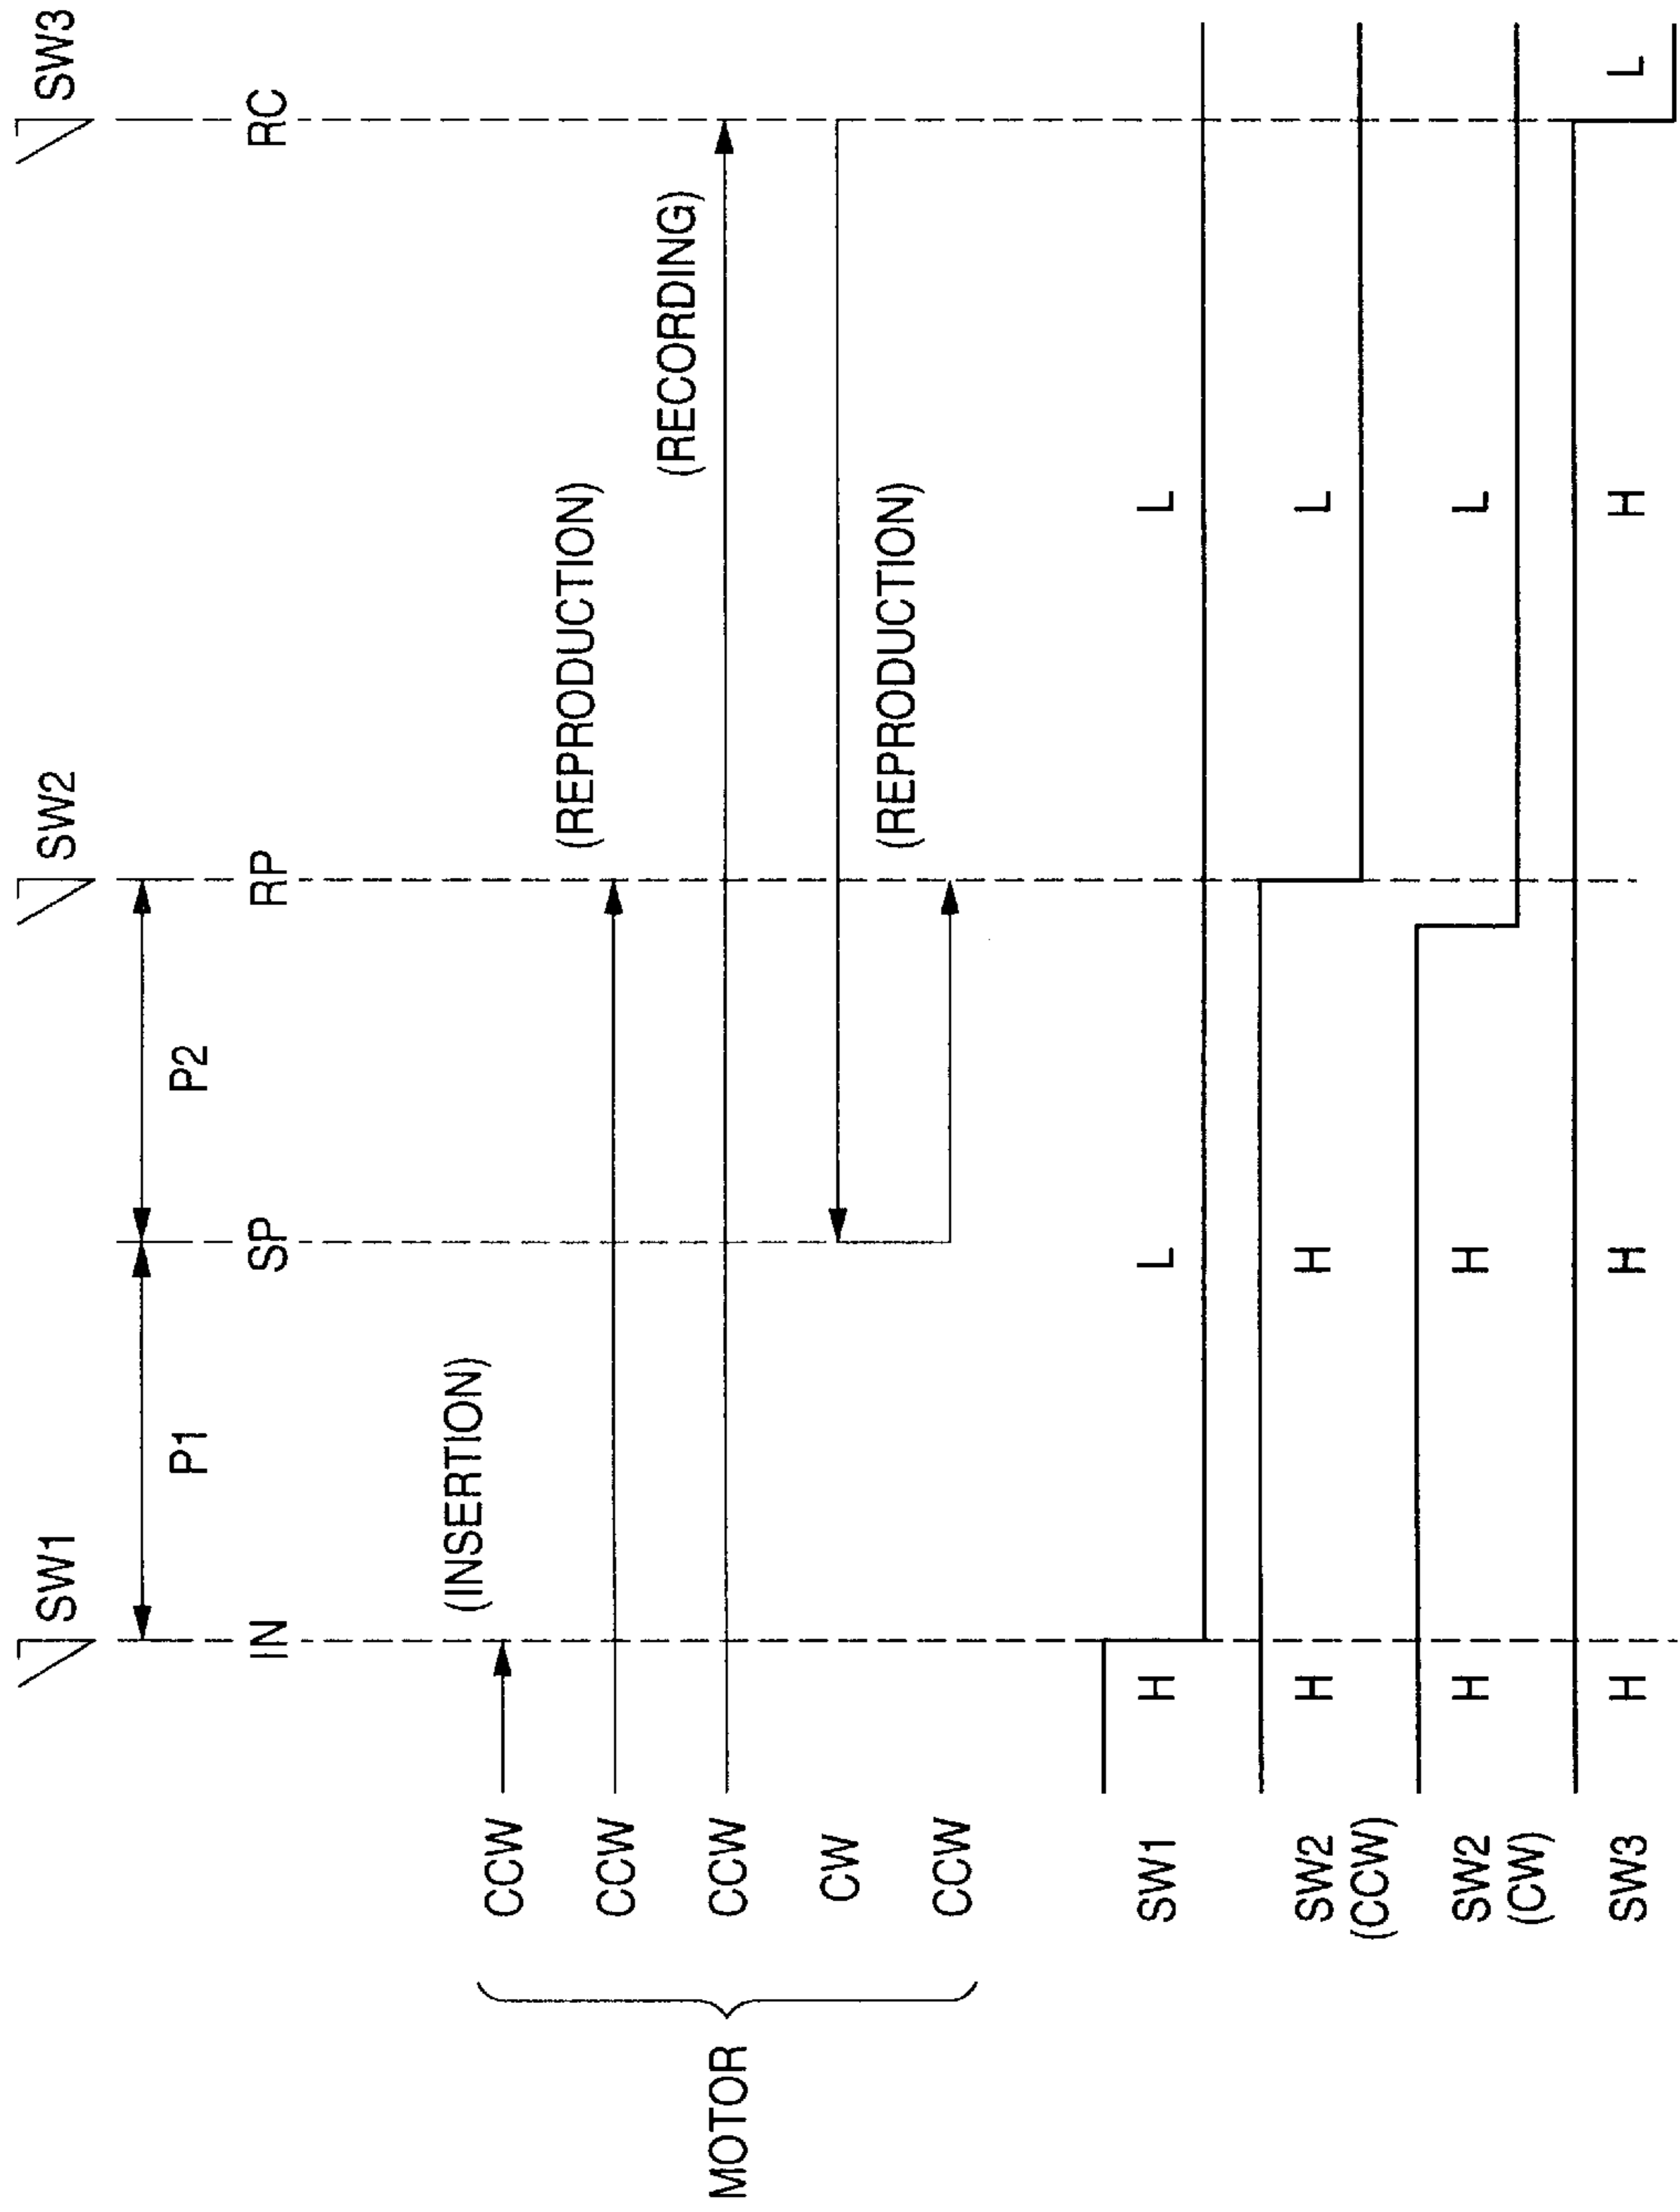 SW1 SW2 SW3
P1 P2
IN SP RP RC
(INSERTION)
CCW
(REPRODUCTION)
CCW
(RECORDING)
MOTOR CCW
CW
(REPRODUCTION)
CCW
SW1 H L L
SW2 H H L
(CCW)
SW2 H H L
(CW)
SW3 H H H L